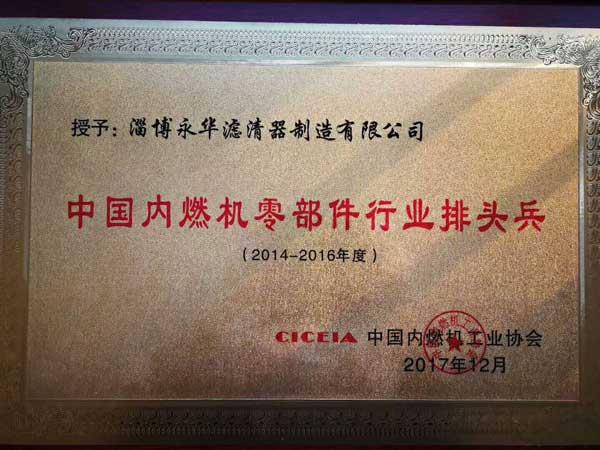 授予：淄博永华滤清器制造有限公司
中国内燃机零部件行业排头兵
（2014-2016年度）
CICEIA 中国内燃机工业协会
2017年12月